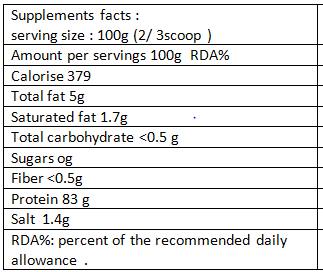 Supplements facts :
serving size : 100g (2/ 3scoop )
Amount per servings 100g  RDA%
Calorise 379
Total fat 5g
Saturated fat 1.7g
Total carbohydrate <0.5 g
Sugars og
Fiber <0.5g
Protein 83 g
Salt  1.4g
RDA%: percent of the recommended daily
allowance  .